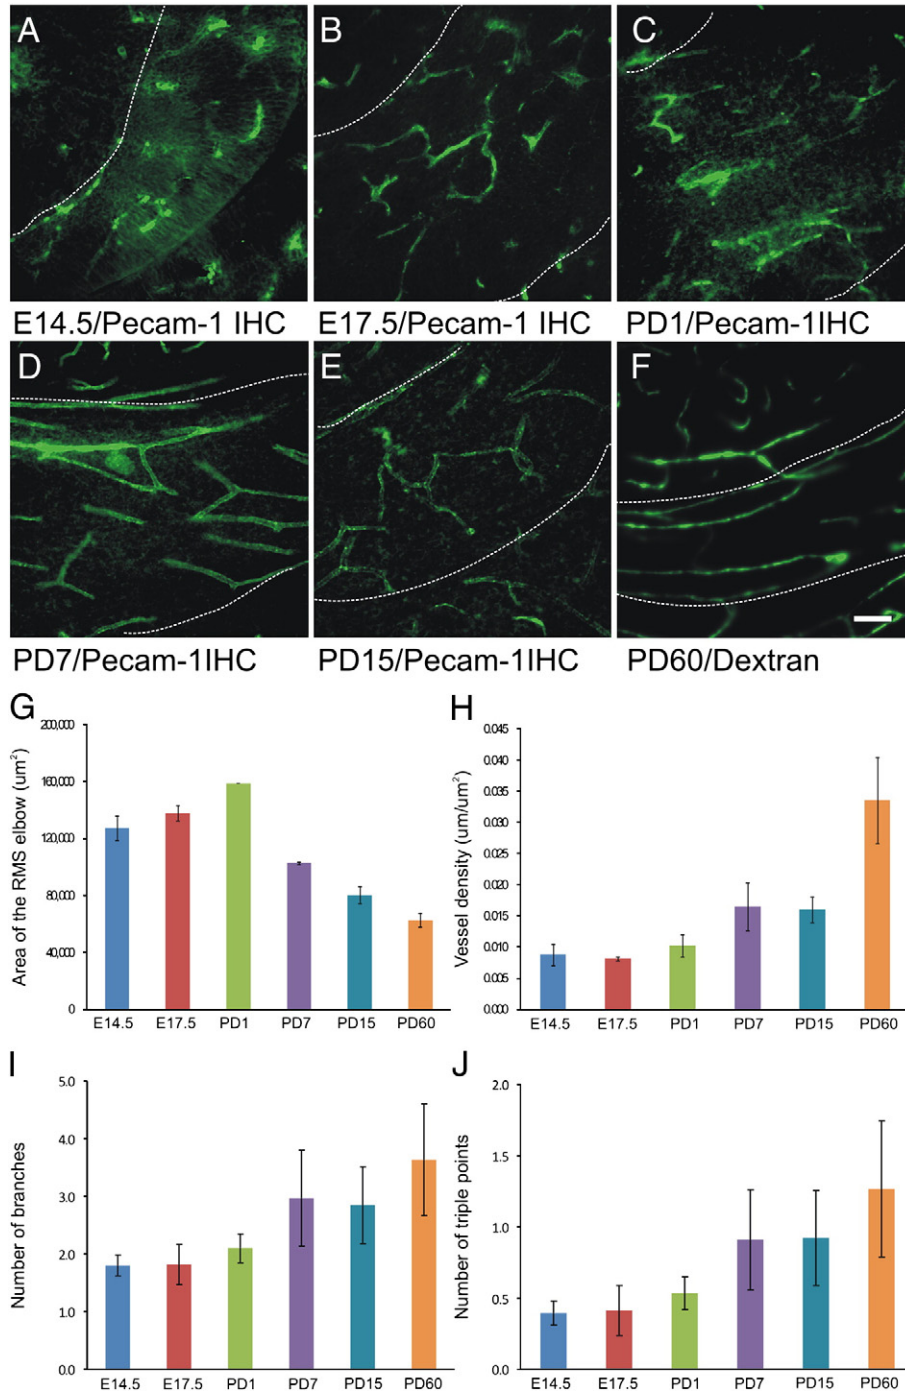 A B C
E14.5/Pecam-1 IHC E17.5/Pecam-1 IHC PD1/Pecam-1IHC
D E F
PD7/Pecam-1IHC PD15/Pecam-1IHC PD60/Dextran
G
Area of the RMS elbow (um²)
200,000
160,000
120,000
80,000
40,000
0
E14.5 E17.5 PD1 PD7 PD15 PD60
H
Vessel density (um/um²)
0.045
0.040
0.035
0.030
0.025
0.020
0.015
0.010
0.005
0.000
E14.5 E17.5 PD1 PD7 PD15 PD60
I
Number of branches
5.0
4.0
3.0
2.0
1.0
0.0
E14.5 E17.5 PD1 PD7 PD15 PD60
J
Number of triple points
2.0
1.5
1.0
0.5
0.0
E14.5 E17.5 PD1 PD7 PD15 PD60